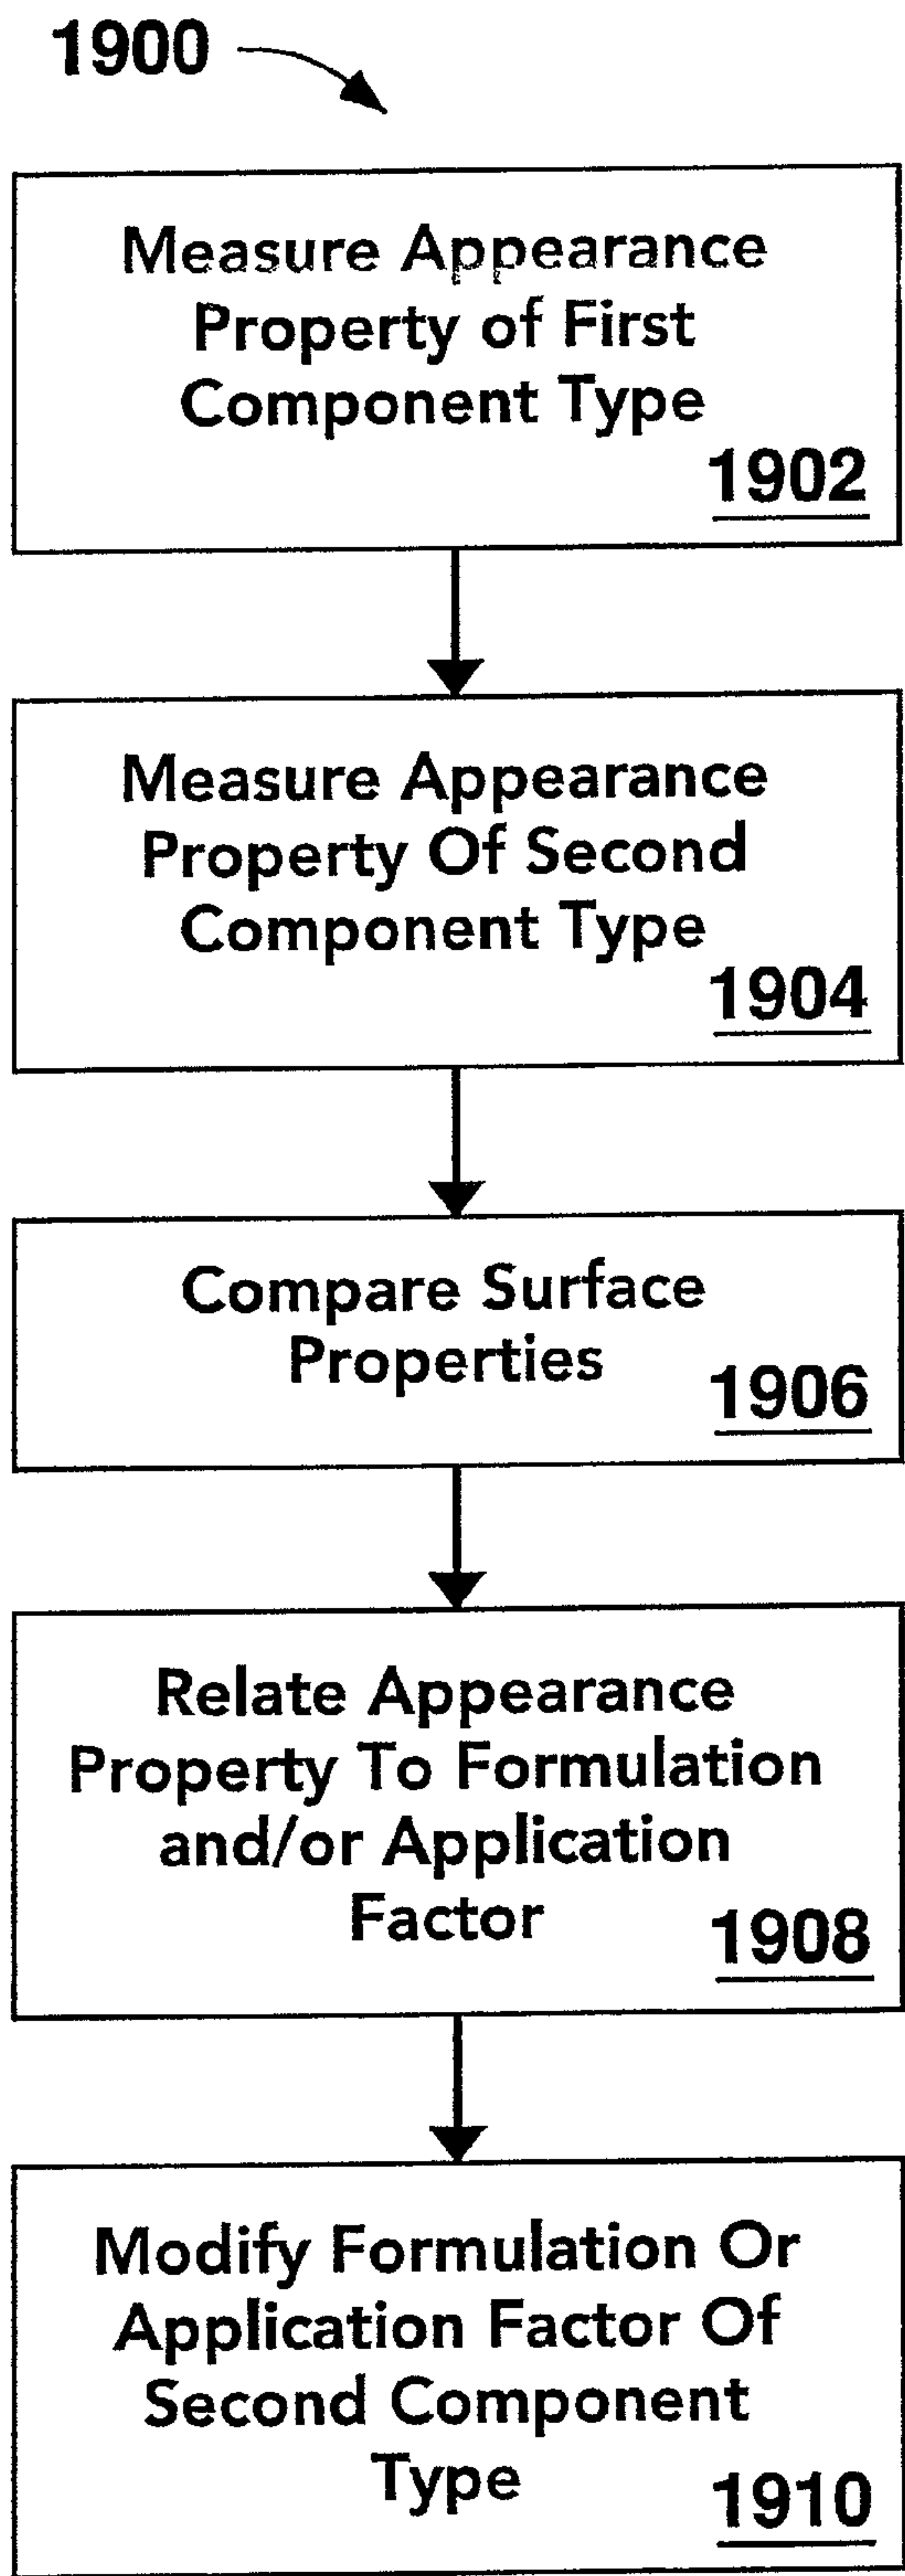 1900
Measure Appearance
Property of First
Component Type
1902
Measure Appearance
Property Of Second
Component Type
1904
Compare Surface
Properties
1906
Relate Appearance
Property To Formulation
and/or Application
Factor
1908
Modify Formulation Or
Application Factor Of
Second Component
Type
1910